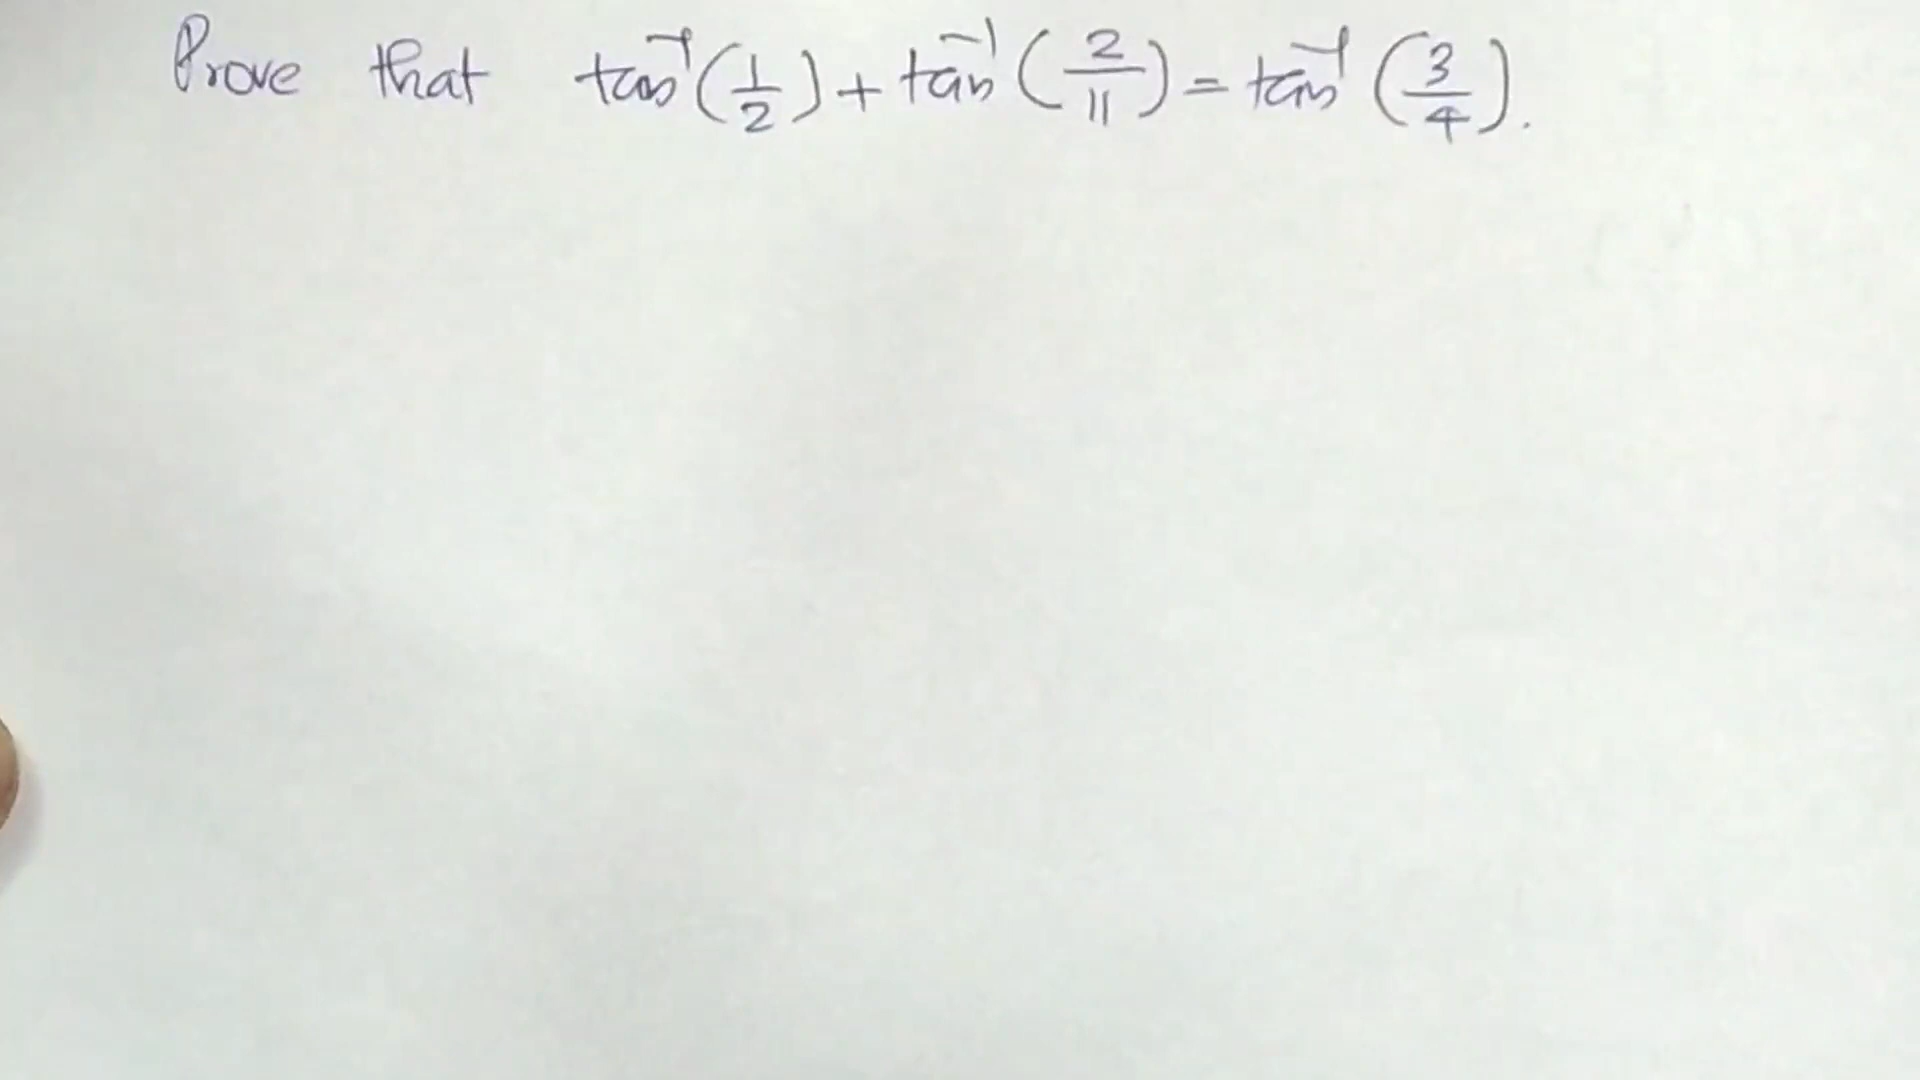 Prove that tan⁻¹(1/2) + tan⁻¹(2/11) = tan⁻¹(3/4).